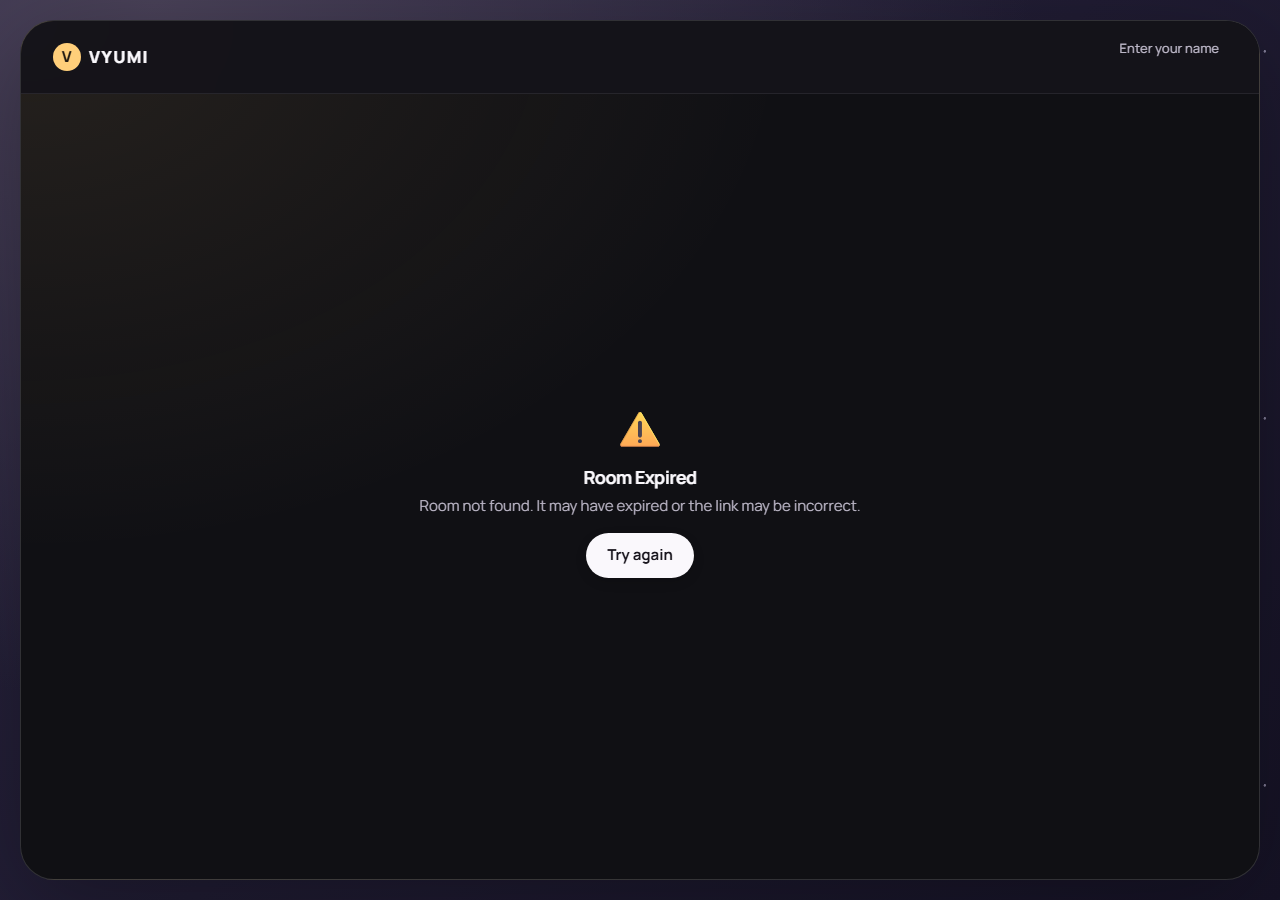 V VYUMI
Enter your name
Room Expired
Room not found. It may have expired or the link may be incorrect.
Try again